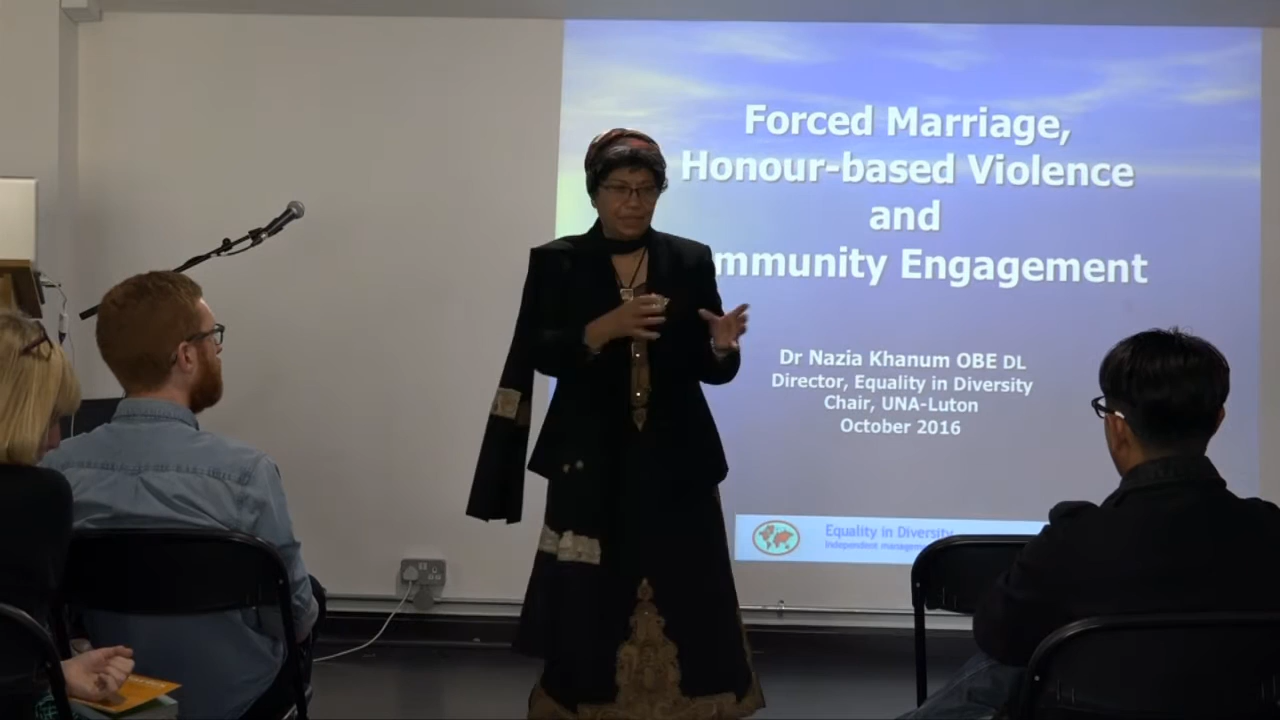 Forced Marriage,
Honour-based Violence
and
mmunity Engagement
Dr Nazia Khanum OBE DL
Director, Equality in Diversity
Chair, UNA-Luton
October 2016
Equality in Diversity
Independent